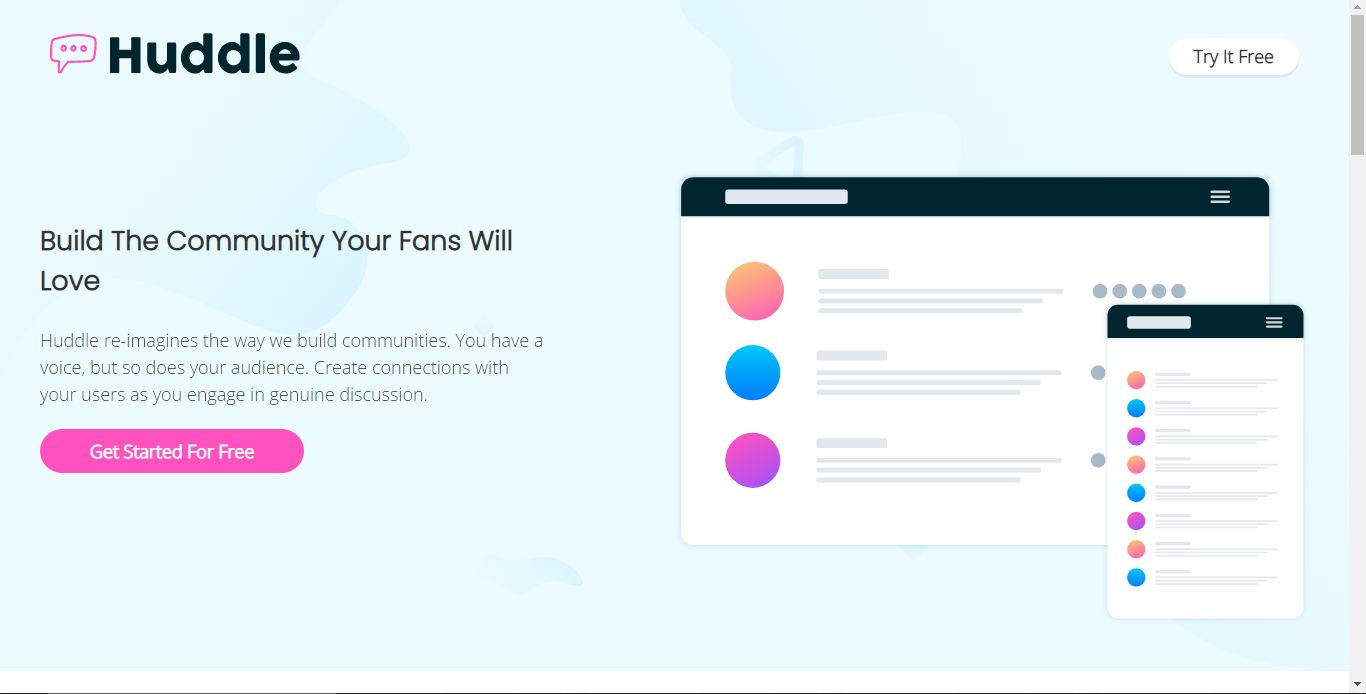 Huddle
Try It Free
Build The Community Your Fans Will
Love
Huddle re-imagines the way we build communities. You have a
voice, but so does your audience. Create connections with
your users as you engage in genuine discussion.
Get Started For Free